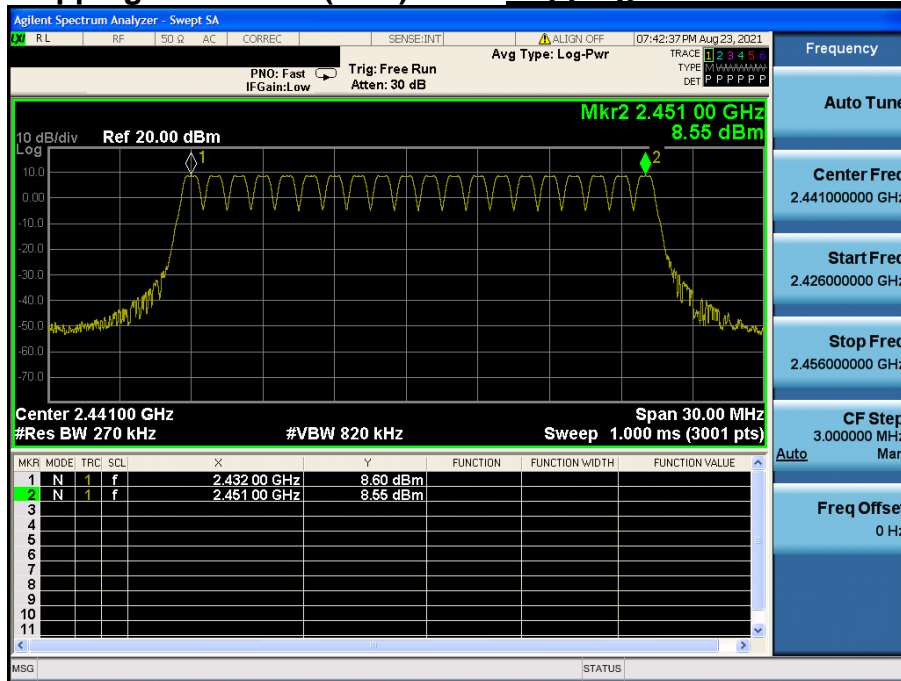 Agilent Spectrum Analyzer - Swept SA
LXI RL RF 50 Ω AC CORREC SENSE:INT ALIGN OFF 07:42:37 PM Aug 23, 2021
Avg Type: Log-Pwr TRACE 1 2 3 4 5 6
PNO: Fast Trig: Free Run TYPE M WWWWW
IFGain:Low Atten: 30 dB DET P P P P P P
Mkr2 2.451 00 GHz
8.55 dBm
10 dB/div Ref 20.00 dBm
Log
1
2
10.0
0.00
-10.0
-20.0
-30.0
-40.0
-50.0
-60.0
-70.0
Center 2.44100 GHz Span 30.00 MHz
#Res BW 270 kHz #VBW 820 kHz Sweep 1.000 ms (3001 pts)
MKR MODE TRC SCL X Y FUNCTION FUNCTION WIDTH FUNCTION VALUE
1 N 1 f 2.432 00 GHz 8.60 dBm
2 N 1 f 2.451 00 GHz 8.55 dBm
3
4
5
6
7
8
9
10
11
MSG STATUS
Frequency
Auto Tune
Center Freq
2.441000000 GHz
Start Freq
2.426000000 GHz
Stop Freq
2.456000000 GHz
CF Step
3.000000 MHz
Auto Man
Freq Offset
0 Hz